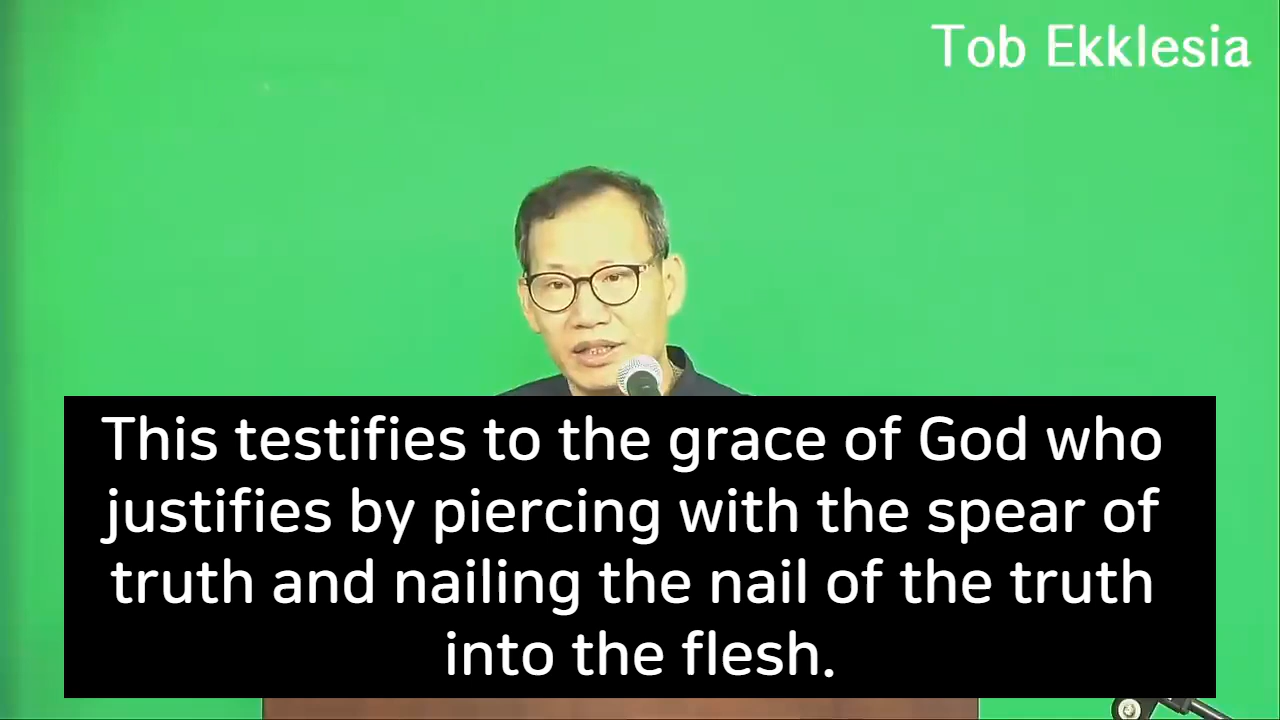 Tob Ekklesia
This testifies to the grace of God who
justifies by piercing with the spear of
truth and nailing the nail of the truth
into the flesh.